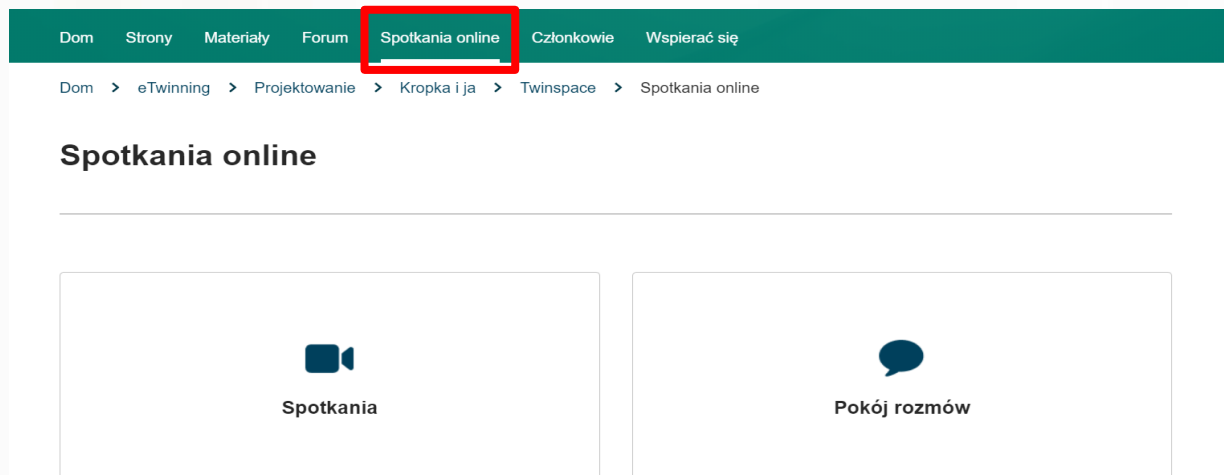 Dom Strony Materiały Forum Spotkania online Członkowie Wspierać się
Dom > eTwinning > Projektowanie > Kropka i ja > Twinspace > Spotkania online
Spotkania online
Spotkania
Pokój rozmów